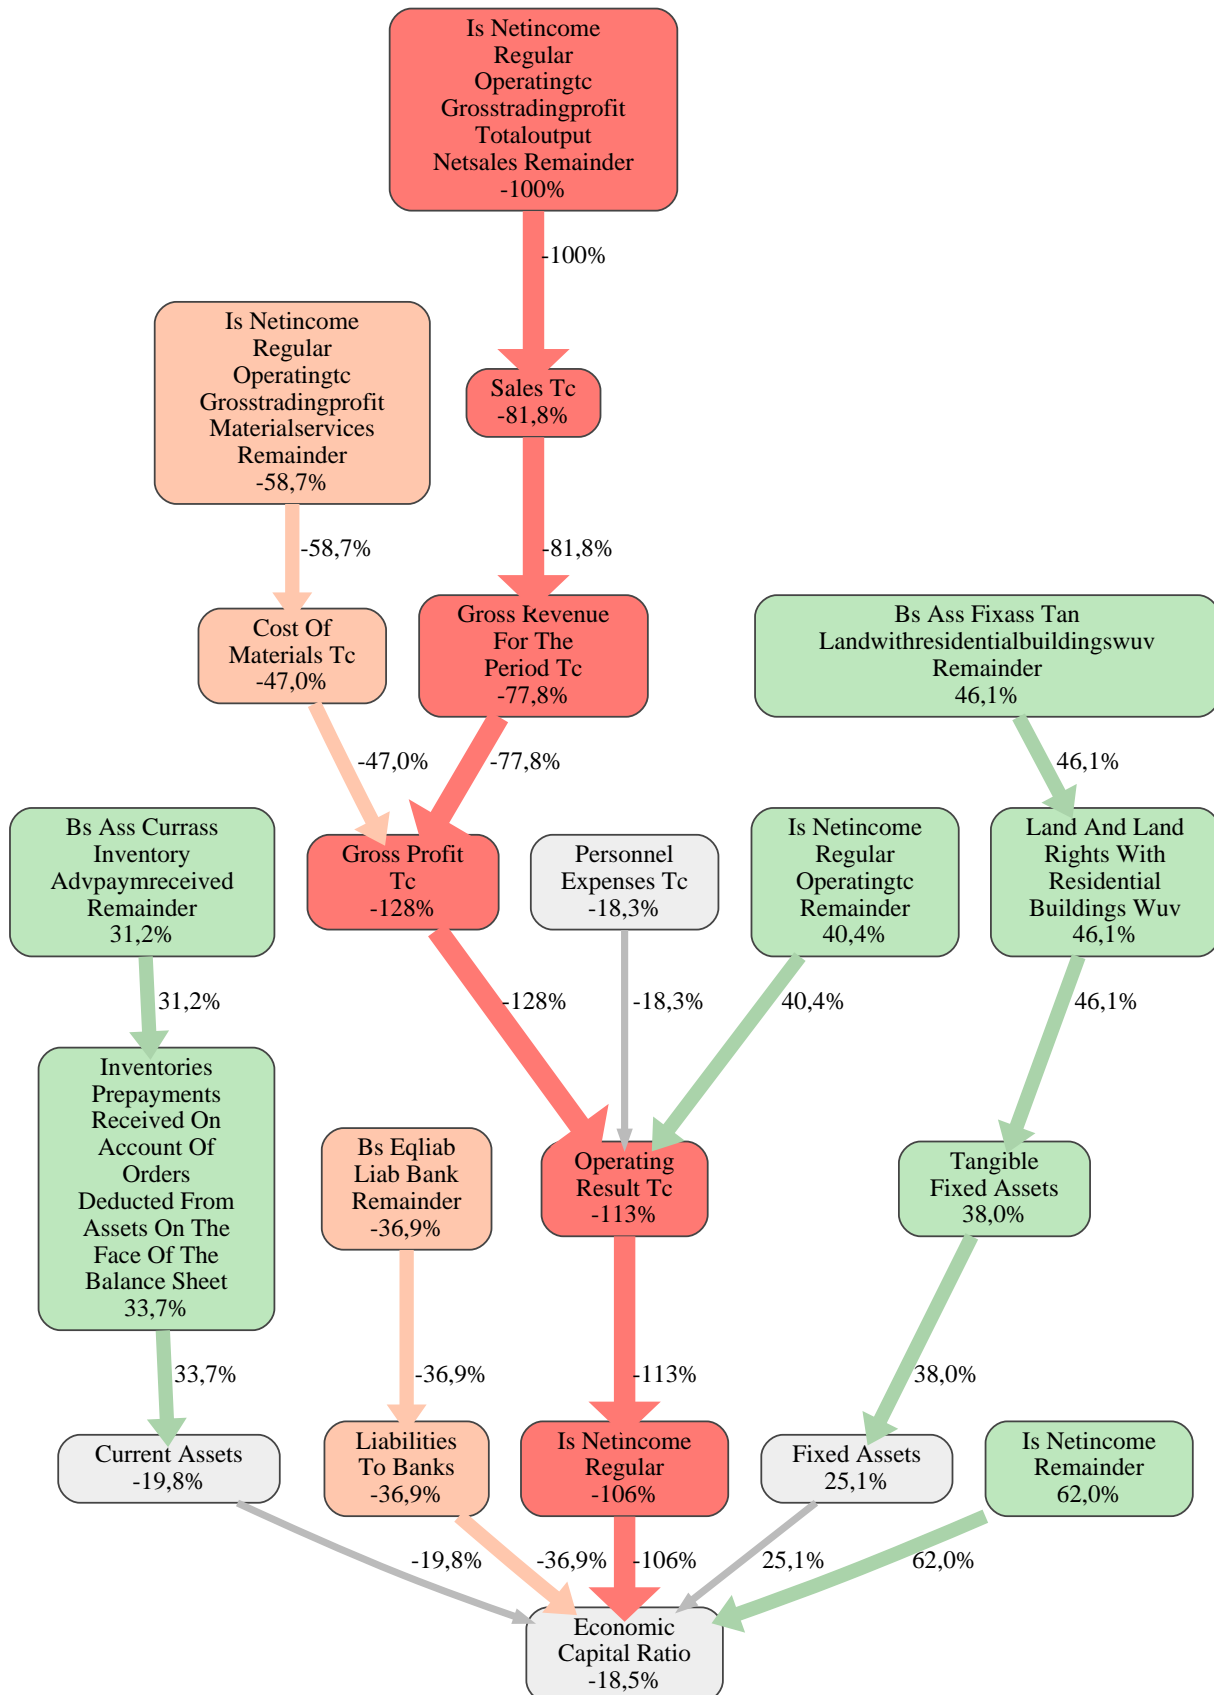 Is Netincome
Regular
Operatingtc
Grosstradingprofit
Totaloutput
Netsales Remainder
-100%
-100%
Is Netincome
Regular
Operatingtc
Grosstradingprofit
Materialservices
Remainder
-58,7%
Sales Tc
-81,8%
-58,7%
-81,8%
Cost Of
Materials Tc
-47,0%
Gross Revenue
For The
Period Tc
-77,8%
Bs Ass Fixass Tan
Landwithresidentialbuildingswuv
Remainder
46,1%
-47,0%
-77,8%
46,1%
Bs Ass Currass
Inventory
Advpaymreceived
Remainder
31,2%
Gross Profit
Tc
-128%
Personnel
Expenses Tc
-18,3%
Is Netincome
Regular
Operatingtc
Remainder
40,4%
Land And Land
Rights With
Residential
Buildings Wuv
46,1%
31,2%
-128%
-18,3%
40,4%
46,1%
Inventories
Prepayments
Received On
Account Of
Orders
Deducted From
Assets On The
Face Of The
Balance Sheet
33,7%
Bs Eqliab
Liab Bank
Remainder
-36,9%
Operating
Result Tc
-113%
Tangible
Fixed Assets
38,0%
33,7%
-36,9%
-113%
38,0%
Current Assets
-19,8%
Liabilities
To Banks
-36,9%
Is Netincome
Regular
-106%
Fixed Assets
25,1%
Is Netincome
Remainder
62,0%
-19,8%
-36,9%
-106%
25,1%
62,0%
Economic
Capital Ratio
-18,5%